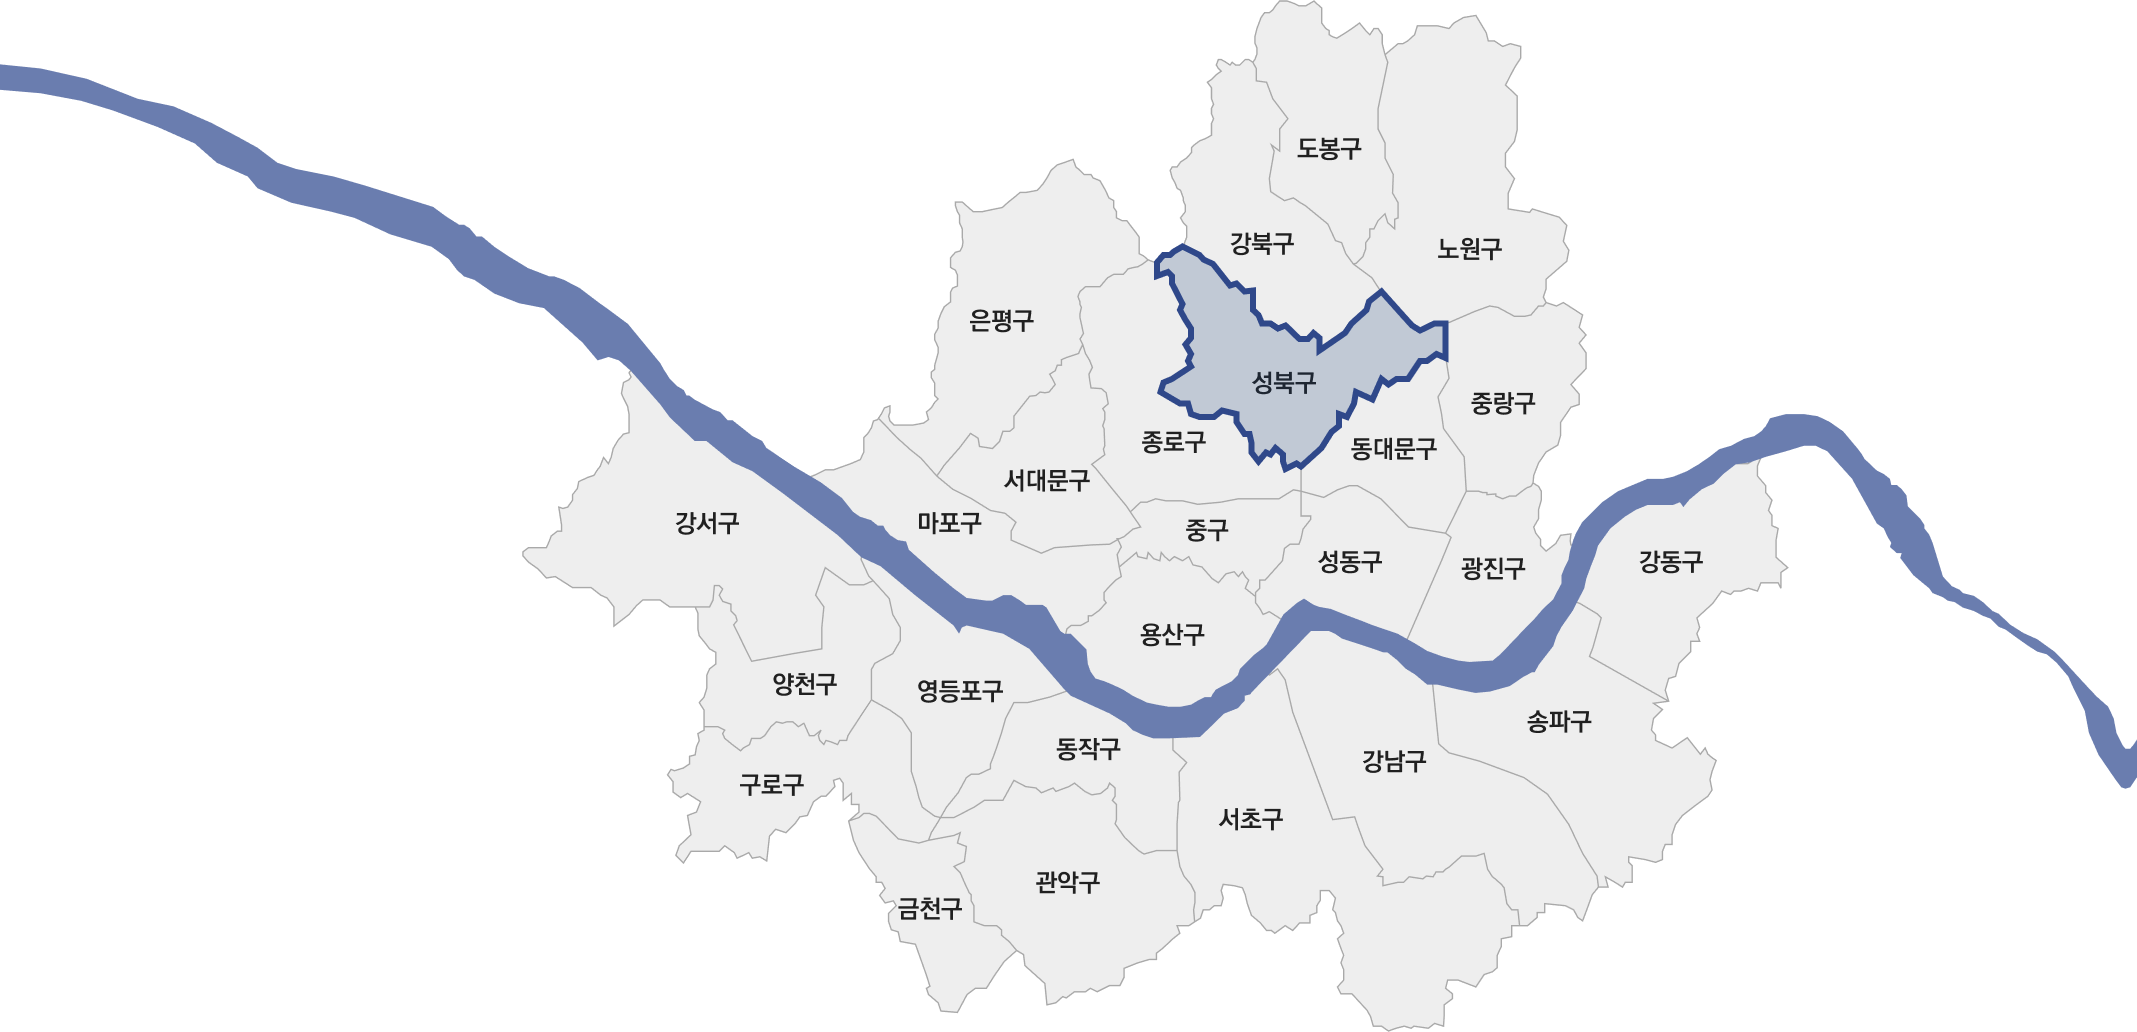 도봉구
강북구
노원구
은평구
성북구
중랑구
종로구
동대문구
서대문구
강서구
마포구
중구
성동구
광진구
강동구
용산구
양천구
영등포구
송파구
동작구
강남구
구로구
서초구
관악구
금천구